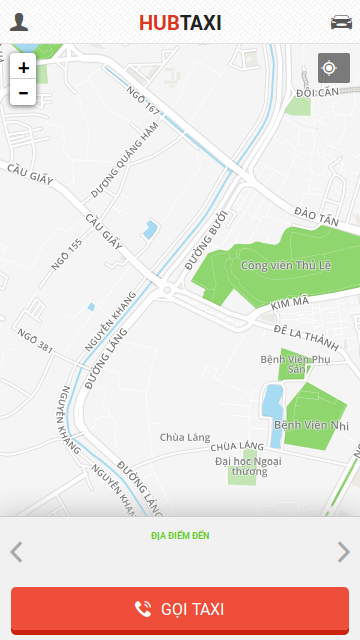 HUBTAXI
+
-
NGÕ 167
ĐỘI CẤN
DƯƠNG QUẢNG HÀM
CẦU GIẤY
ĐƯỜNG BƯỞI
ĐÀO TẤN
CẦU GIẤY
NGÕ 155
Công viên Thủ Lệ
KIM MÃ
NGUYỄN KHANG
ĐƯỜNG LÁNG
ĐÊ LA THÀNH
NGÕ 381
Bệnh Viện Phụ
Sản
NGUYỄN KHANG
Bệnh Viện Nhi
Chùa Láng
CHÙA LÁNG
Đại học Ngoại
thương
NGUYỄN KHAN
ĐƯỜNG LÁNG
ĐỊA ĐIỂM ĐẾN
GỌI TAXI